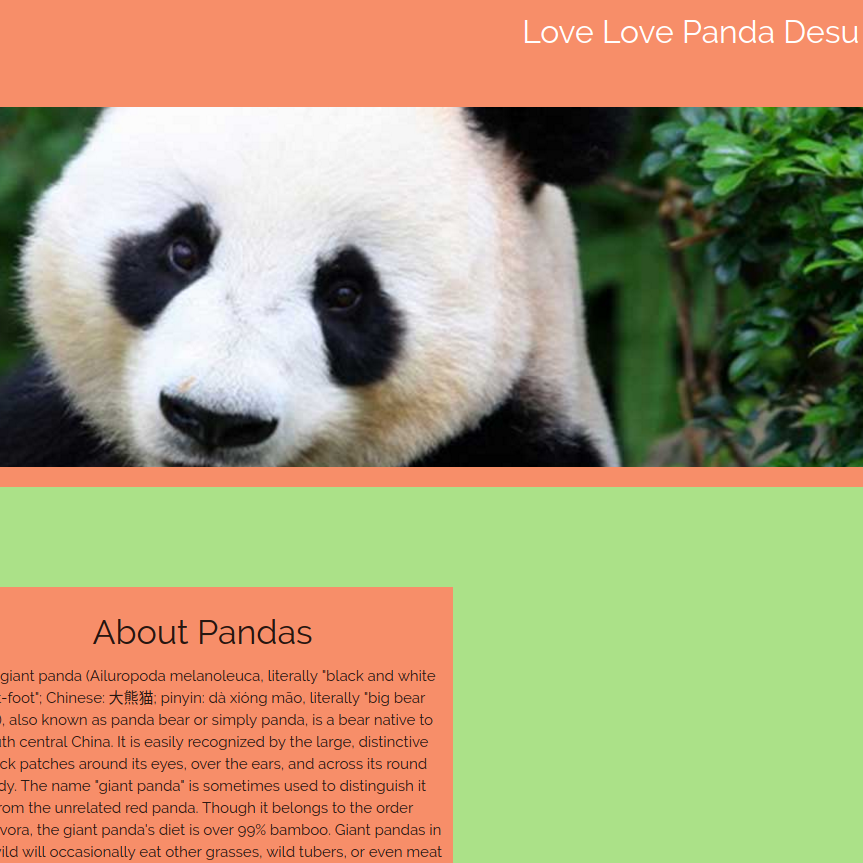 Love Love Panda Desu
About Pandas
giant panda (Ailuropoda melanoleuca, literally "black and white
-foot"; Chinese: 大熊猫; pinyin: dà xióng māo, literally "big bear
), also known as panda bear or simply panda, is a bear native to
th central China. It is easily recognized by the large, distinctive
ck patches around its eyes, over the ears, and across its round
dy. The name "giant panda" is sometimes used to distinguish it
rom the unrelated red panda. Though it belongs to the order
vora, the giant panda's diet is over 99% bamboo. Giant pandas in
ild will occasionally eat other grasses, wild tubers, or even meat